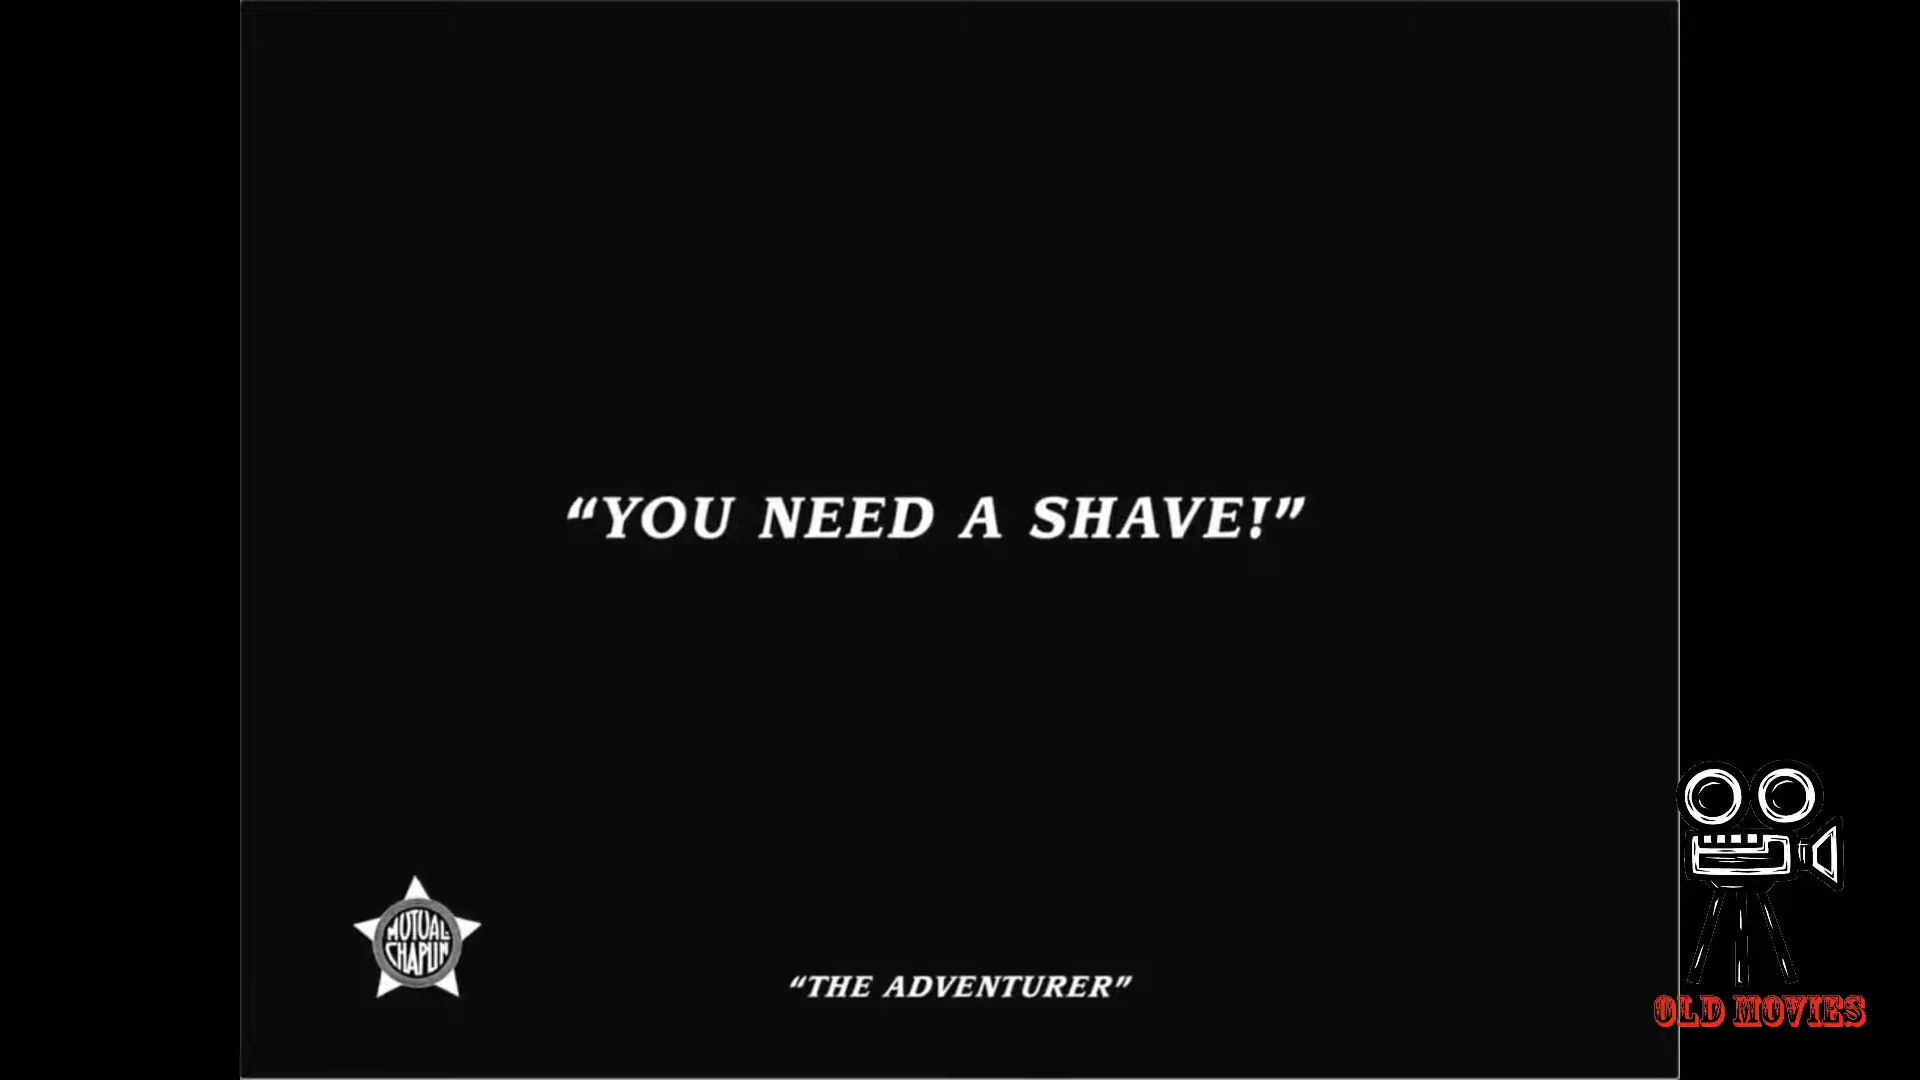 “YOU NEED A SHAVE!”
MUTUAL
CHAPLIN
“THE ADVENTURER”
OLD MOVIES